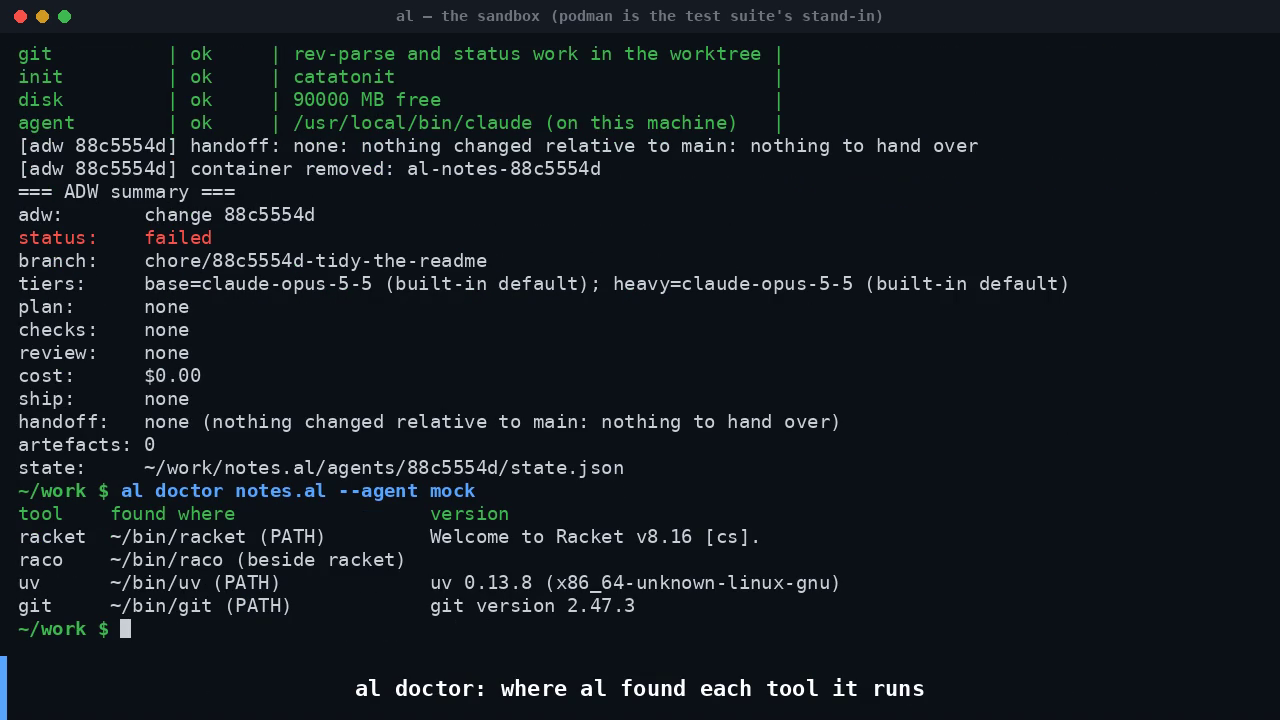 al — the sandbox (podman is the test suite's stand-in)
git          | ok     | rev-parse and status work in the worktree |
init         | ok     | catatonit                                 |
disk         | ok     | 90000 MB free                             |
agent        | ok     | /usr/local/bin/claude (on this machine)   |
[adw 88c5554d] handoff: none: nothing changed relative to main: nothing to hand over
[adw 88c5554d] container removed: al-notes-88c5554d
=== ADW summary ===
adw:       change 88c5554d
status:    failed
branch:    chore/88c5554d-tidy-the-readme
tiers:     base=claude-opus-5-5 (built-in default); heavy=claude-opus-5-5 (built-in default)
plan:      none
checks:    none
review:    none
cost:      $0.00
ship:      none
handoff:   none (nothing changed relative to main: nothing to hand over)
artefacts: 0
state:     ~/work/notes.al/agents/88c5554d/state.json
~/work $ al doctor notes.al --agent mock
tool    found where                 version
racket  ~/bin/racket (PATH)         Welcome to Racket v8.16 [cs].
raco    ~/bin/raco (beside racket)
uv      ~/bin/uv (PATH)             uv 0.13.8 (x86_64-unknown-linux-gnu)
git     ~/bin/git (PATH)            git version 2.47.3
~/work $
al doctor: where al found each tool it runs